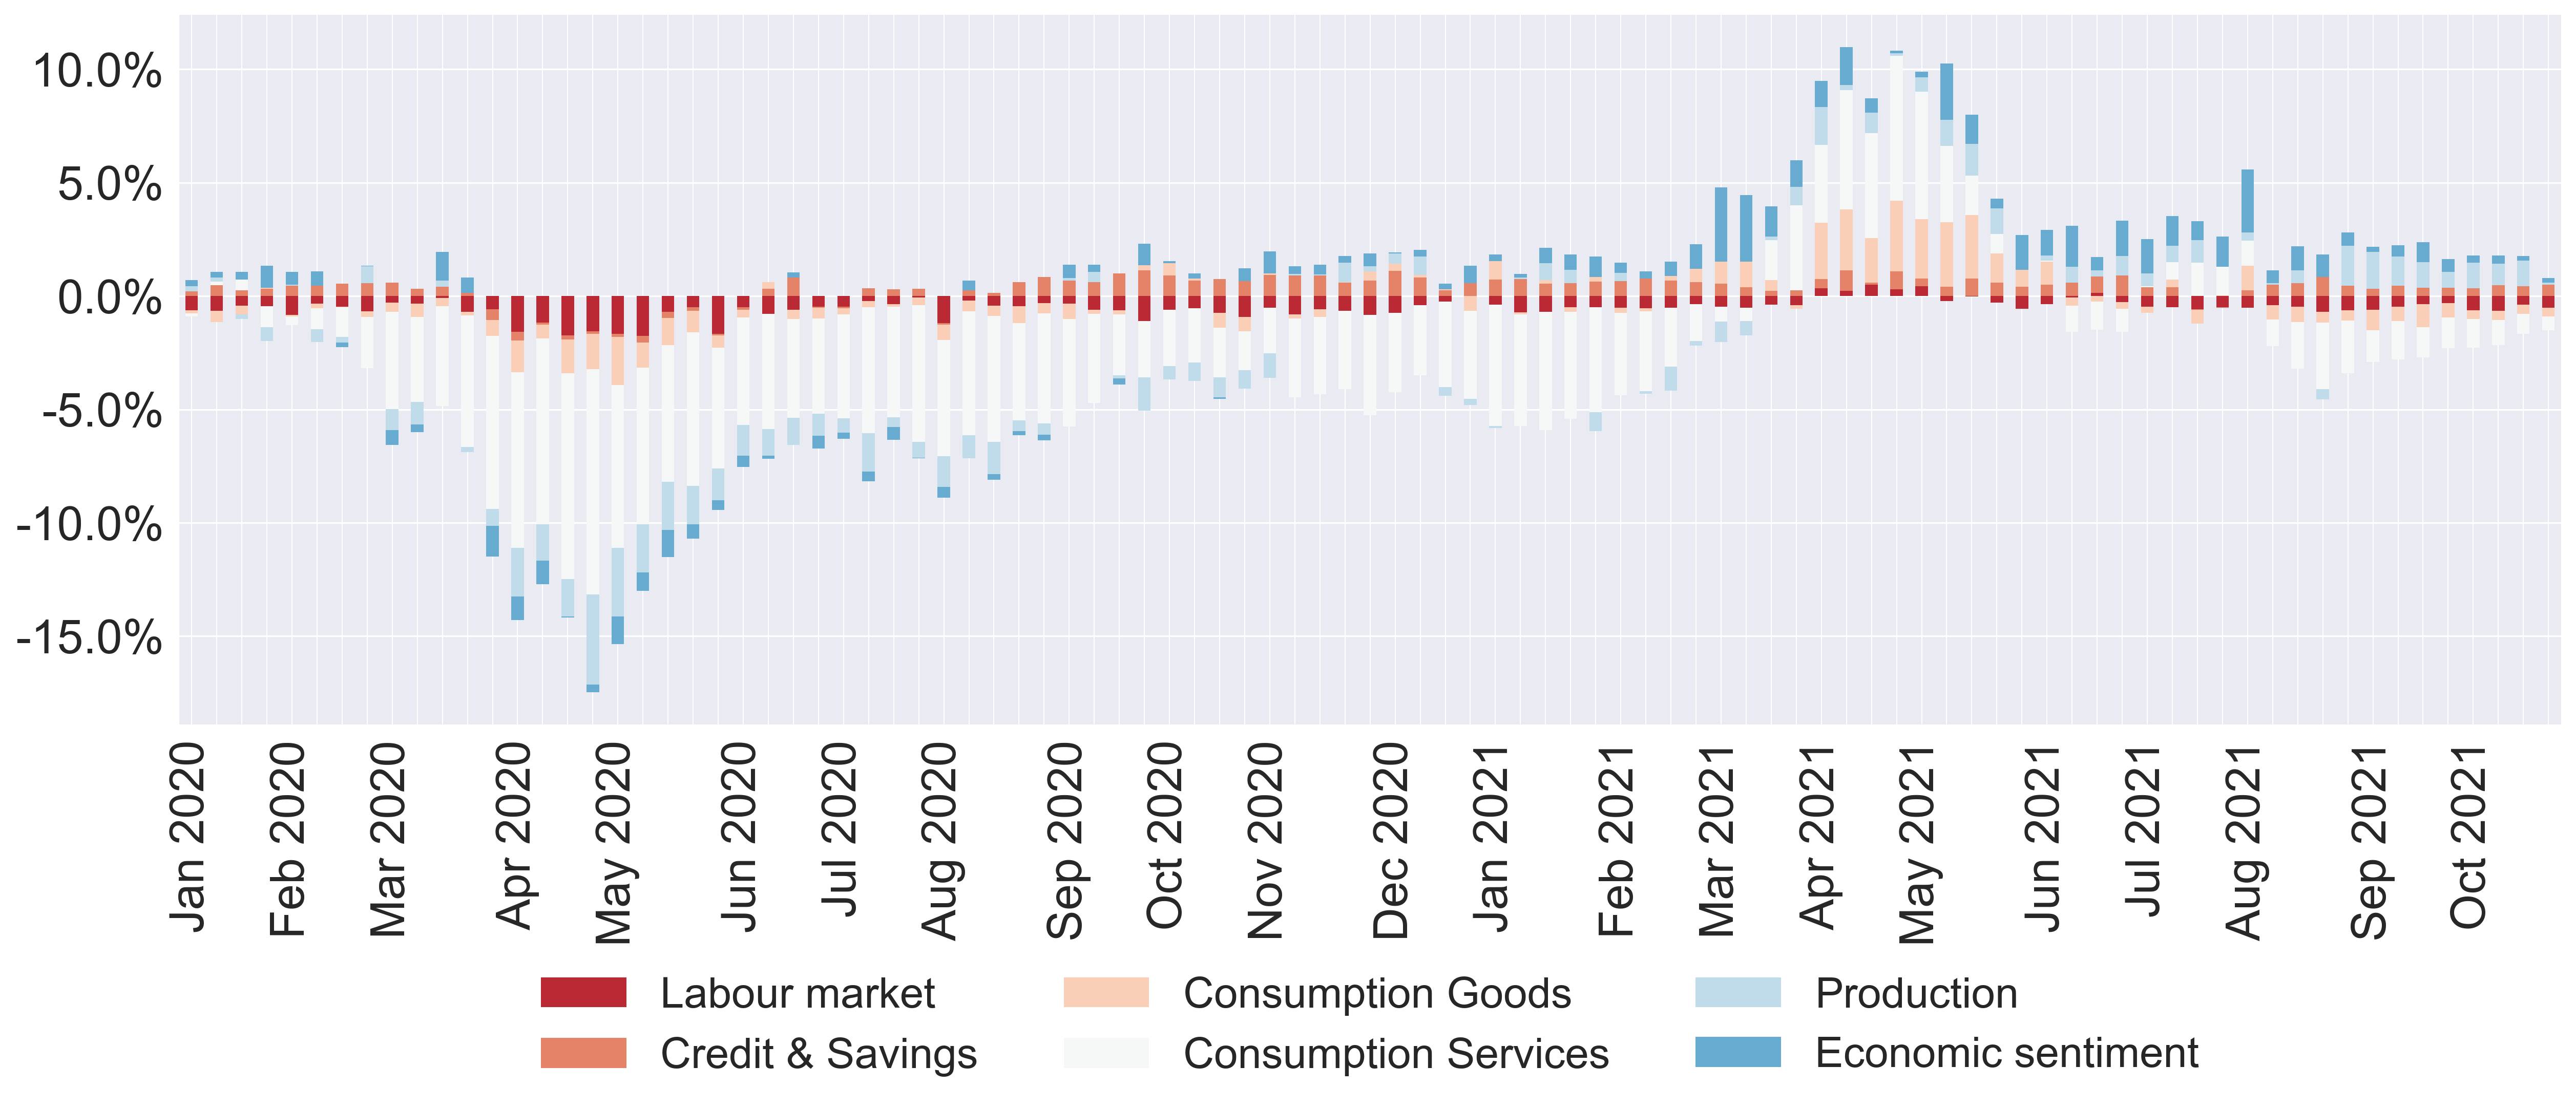 10.0%
5.0%
0.0%
-5.0%
-10.0%
-15.0%
Jan 2020
Feb 2020
Mar 2020
Apr 2020
May 2020
Jun 2020
Jul 2020
Aug 2020
Sep 2020
Oct 2020
Nov 2020
Dec 2020
Jan 2021
Feb 2021
Mar 2021
Apr 2021
May 2021
Jun 2021
Jul 2021
Aug 2021
Sep 2021
Oct 2021
Labour market
Credit & Savings
Consumption Goods
Consumption Services
Production
Economic sentiment